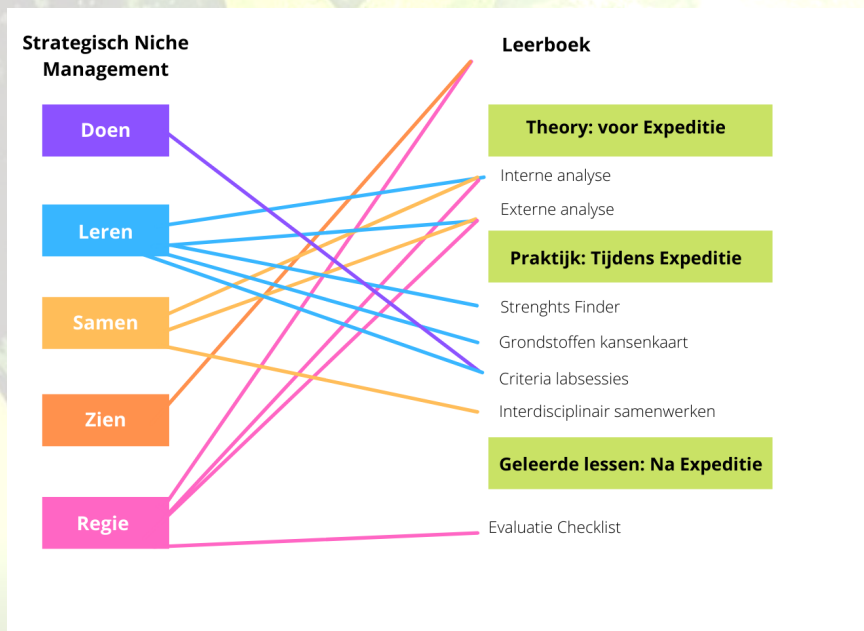 Strategisch Niche
Management
Doen
Leren
Samen
Zien
Regie
Leerboek
Theory: voor Expeditie
Interne analyse
Externe analyse
Praktijk: Tijdens Expeditie
Strenghts Finder
Grondstoffen kansenkaart
Criteria labsessies
Interdisciplinair samenwerken
Geleerde lessen: Na Expeditie
Evaluatie Checklist